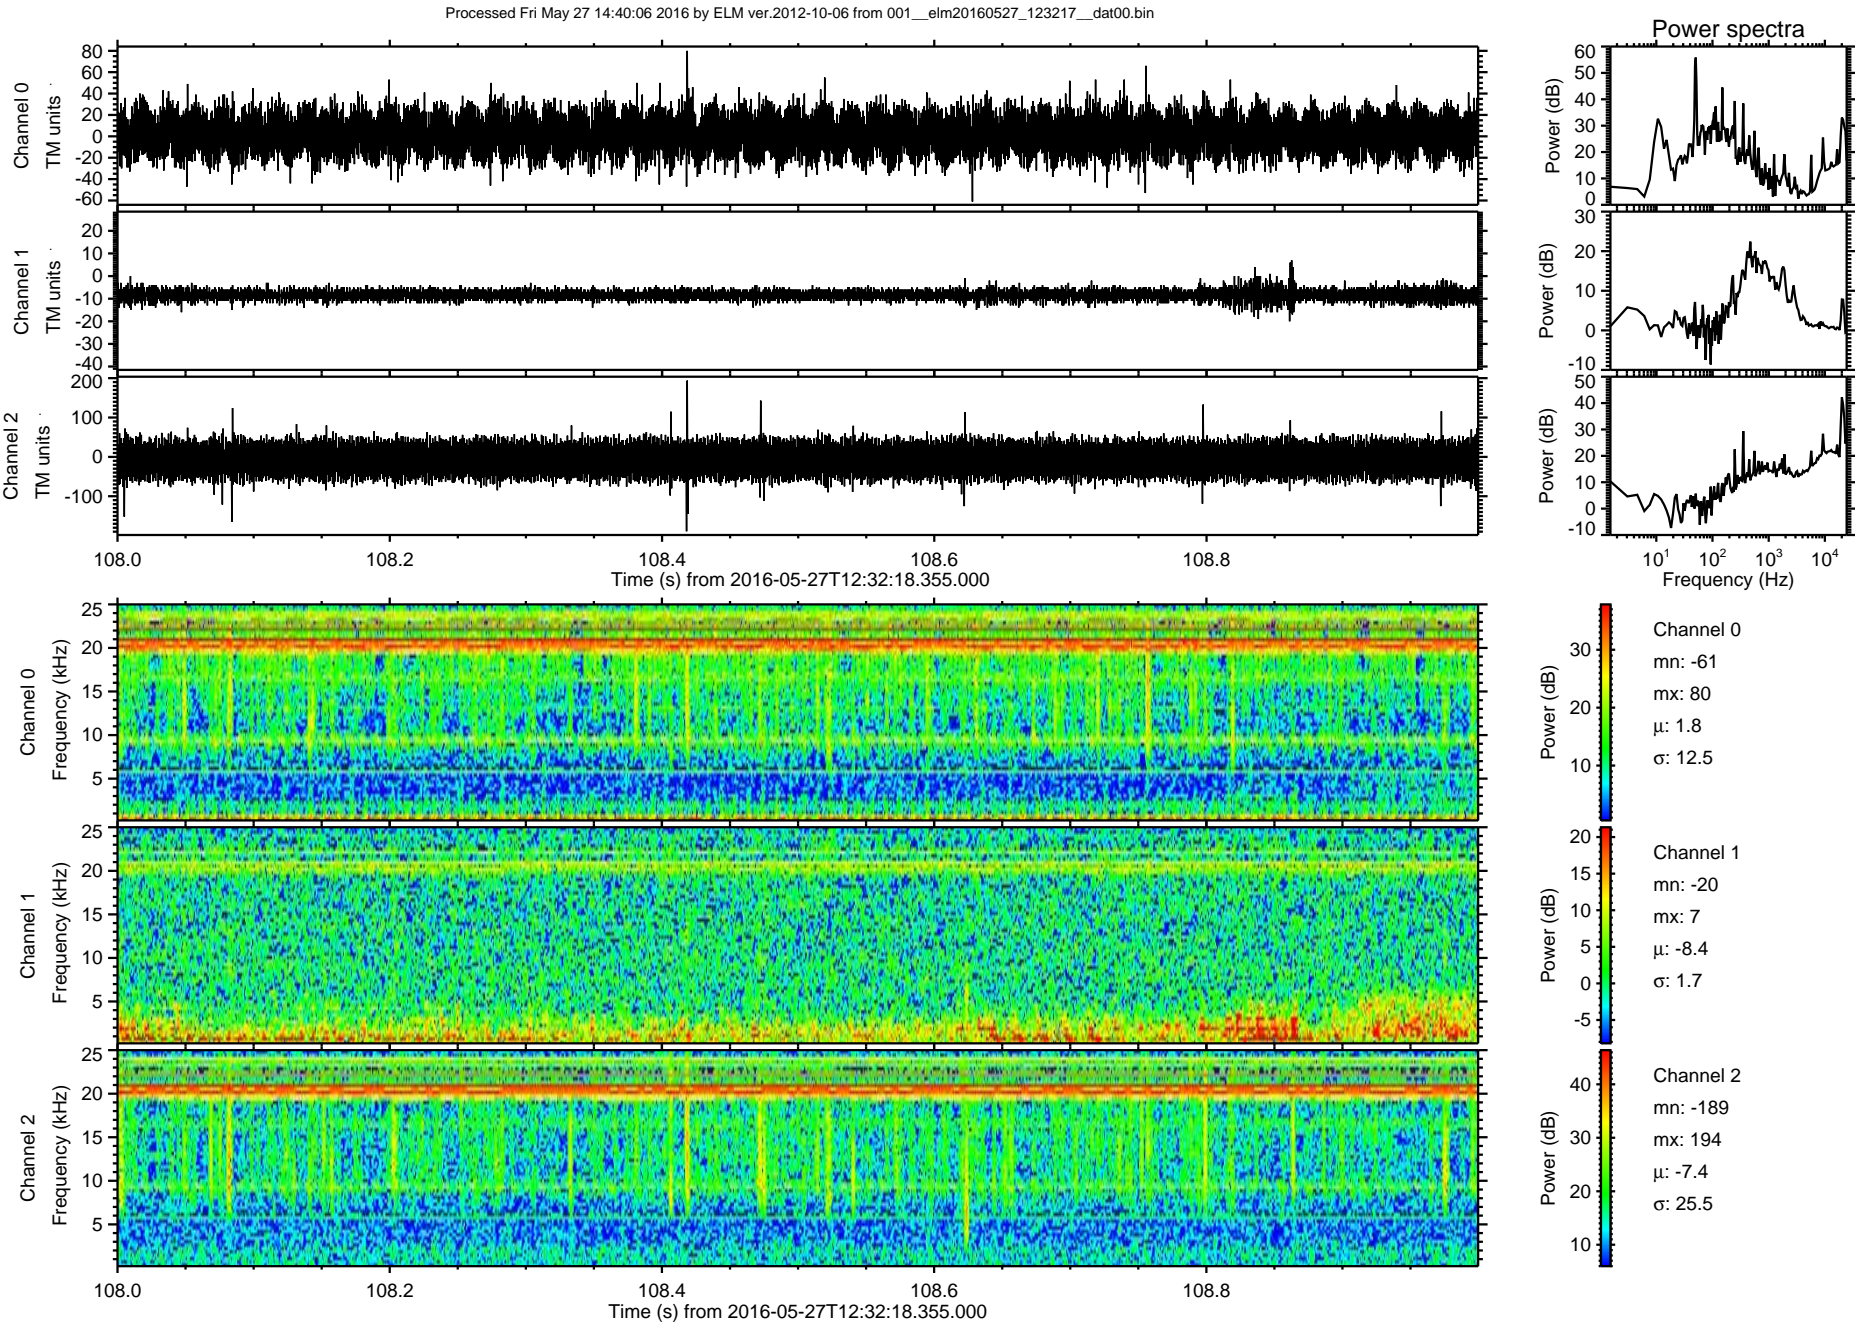 Processed Fri May 27 14:40:06 2016 by ELM ver.2012-10-06 from 001__elm20160527_123217__dat00.bin
Power spectra
Channel 0
TM units
80
60
40
20
0
-20
-40
-60
Power (dB)
60
50
40
30
20
10
0
Channel 1
TM units
20
10
0
-10
-20
-30
-40
Power (dB)
30
20
10
0
-10
Channel 2
TM units
200
100
0
-100
Power (dB)
50
40
30
20
10
0
-10
108.0 108.2 108.4 108.6 108.8
Time (s) from 2016-05-27T12:32:18.355.000
10^1 10^2 10^3 10^4
Frequency (Hz)
Channel 0
Frequency (kHz)
25
20
15
10
5
Power (dB)
30
20
10
Channel 0
mn: -61
mx: 80
μ: 1.8
σ: 12.5
Channel 1
Frequency (kHz)
25
20
15
10
5
Power (dB)
20
15
10
5
0
-5
Channel 1
mn: -20
mx: 7
μ: -8.4
σ: 1.7
Channel 2
Frequency (kHz)
25
20
15
10
5
Power (dB)
40
30
20
10
Channel 2
mn: -189
mx: 194
μ: -7.4
σ: 25.5
108.0 108.2 108.4 108.6 108.8
Time (s) from 2016-05-27T12:32:18.355.000